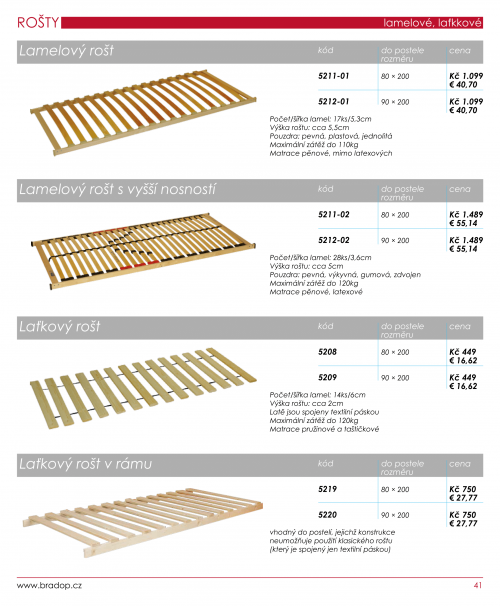 ROŠTY
lamelové, laťkkové
Lamelový rošt
kód
do postele rozměru
cena
5211-01
80 × 200
Kč 1.099
€ 40,70
5212-01
90 × 200
Kč 1.099
€ 40,70
Počet/šířka lamel: 17ks/5,3cm
Výška roštu: cca 5,5cm
Pouzdra: pevná, plastová, jednolitá
Maximální zátěž do 110kg
Matrace pěnové, mimo latexových
Lamelový rošt s vyšší nosností
kód
do postele rozměru
cena
5211-02
80 × 200
Kč 1.489
€ 55,14
5212-02
90 × 200
Kč 1.489
€ 55,14
Počet/šířka lamel: 28ks/3,6cm
Výška roštu: cca 5cm
Pouzdra: pevná, výkyvná, gumová, zdvojen
Maximální zátěž do 120kg
Matrace pěnové, latexové
Laťkový rošt
kód
do postele rozměru
cena
5208
80 × 200
Kč 449
€ 16,62
5209
90 × 200
Kč 449
€ 16,62
Počet/šířka lamel: 14ks/6cm
Výška roštu: cca 2cm
Latě jsou spojeny textilní páskou
Maximální zátěž do 120kg
Matrace pružinové a taštičkové
Laťkový rošt v rámu
kód
do postele rozměru
cena
5219
80 × 200
Kč 750
€ 27,77
5220
90 × 200
Kč 750
€ 27,77
vhodný do postelí, jejichž konstrukce
neumožňuje použití klasického roštu
(který je spojený jen textilní páskou)
www.bradop.cz
41